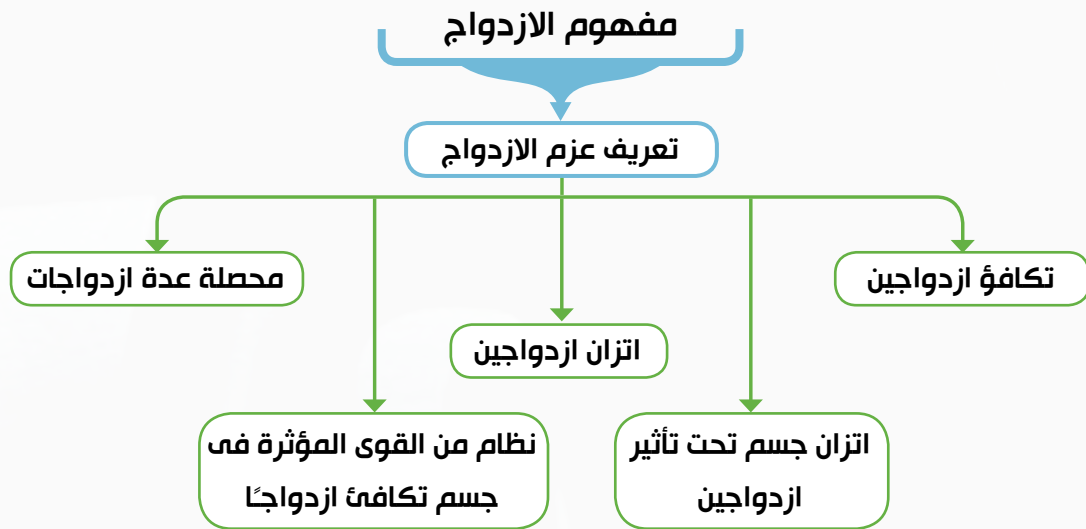 مفهوم الازدواج
تعريف عزم الازدواج
تكافؤ ازدواجين
محصلة عدة ازدواجات
اتزان ازدواجين
اتزان جسم تحت تأثير
ازدواجين
نظام من القوى المؤثرة فى
جسم تكافئ ازدواجًا